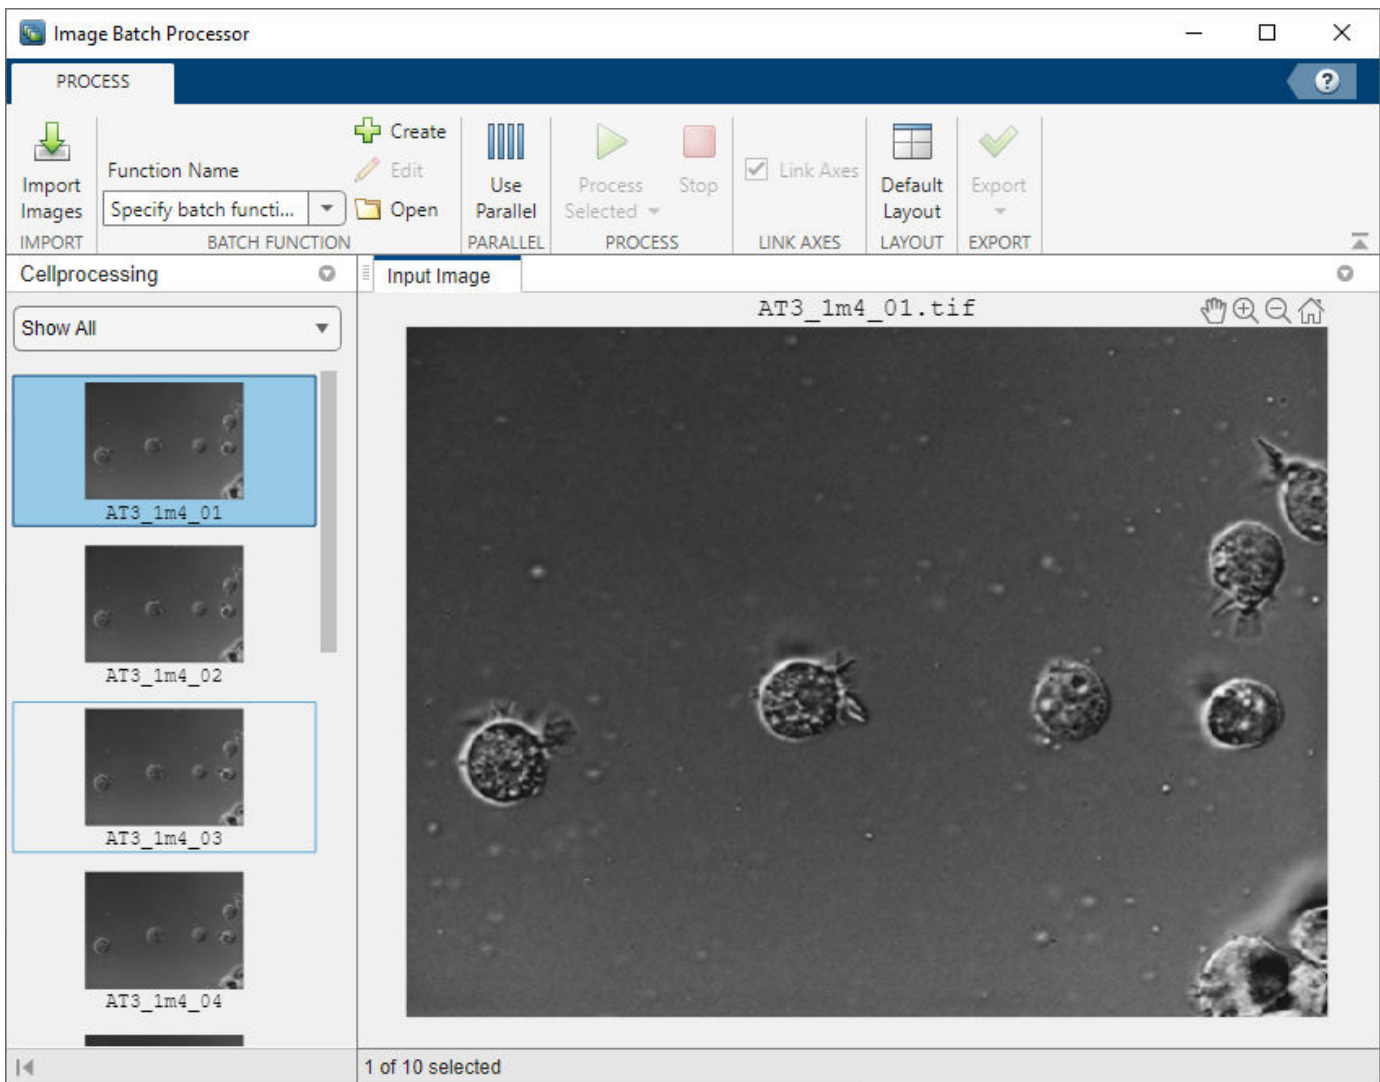 Image Batch Processor
PROCESS
?
Import Images
Function Name
Specify batch functi...
Create
Edit
Open
Use Parallel
Process Selected
Stop
Link Axes
Default Layout
Export
IMPORT
BATCH FUNCTION
PARALLEL
PROCESS
LINK AXES
LAYOUT
EXPORT
Cellprocessing
Show All
AT3_1m4_01
AT3_1m4_02
AT3_1m4_03
AT3_1m4_04
Input Image
AT3_1m4_01.tif
1 of 10 selected